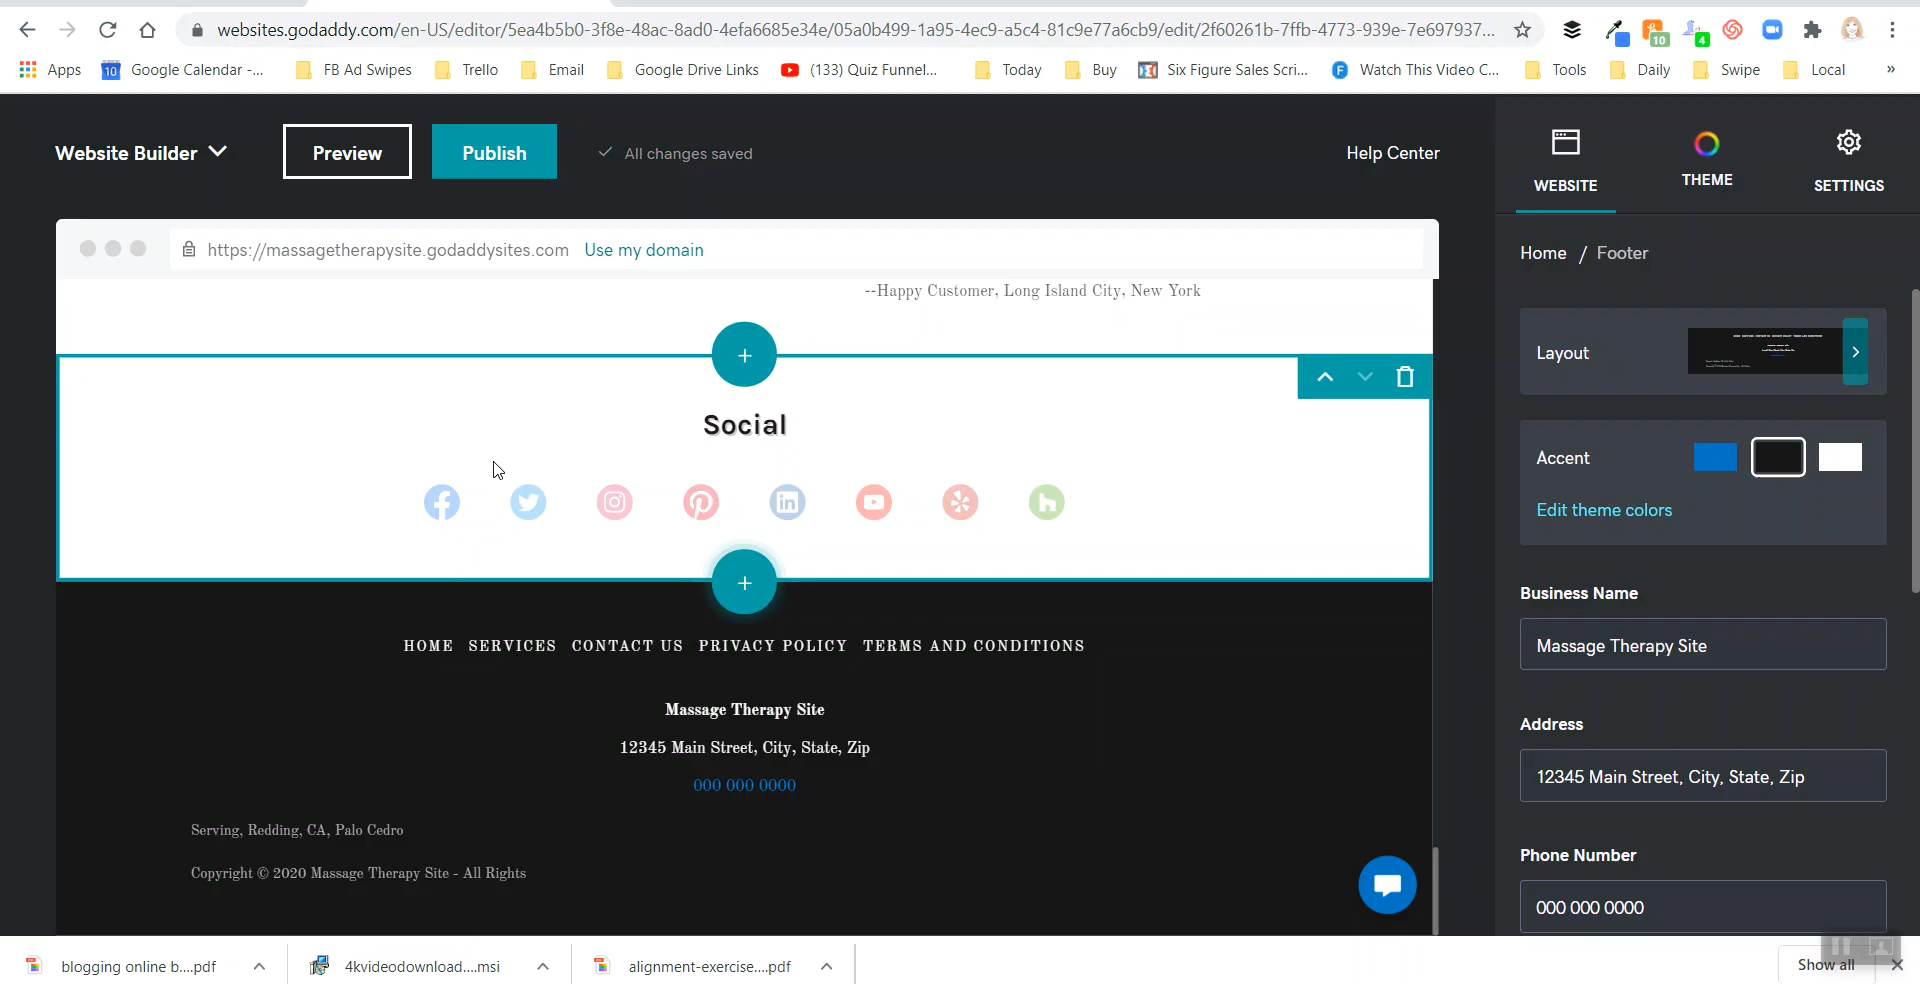 websites.godaddy.com/en-US/editor/5ea4b5b0-3f8e-48ac-8ad0-4efa6685e34e/05a0b499-1a95-4ec9-a5c4-81c9e77a6cb9/edit/2f60261b-7ffb-4773-939e-7e697937...
10
4
Apps
10
Google Calendar -...
FB Ad Swipes
Trello
Email
Google Drive Links
(133) Quiz Funnel...
Today
Buy
Six Figure Sales Scri...
Watch This Video C...
Tools
Daily
Swipe
Local
»
Website Builder
Preview
Publish
All changes saved
Help Center
WEBSITE
THEME
SETTINGS
https://massagetherapysite.godaddysites.com Use my domain
--Happy Customer, Long Island City, New York
Social
HOME SERVICES CONTACT US PRIVACY POLICY TERMS AND CONDITIONS
Massage Therapy Site
12345 Main Street, City, State, Zip
000 000 0000
Serving, Redding, CA, Palo Cedro
Copyright © 2020 Massage Therapy Site - All Rights
Home / Footer
Layout
Accent
Edit theme colors
Business Name
Massage Therapy Site
Address
12345 Main Street, City, State, Zip
Phone Number
000 000 0000
blogging online b....pdf
4kvideodownload....msi
alignment-exercise....pdf
Show all